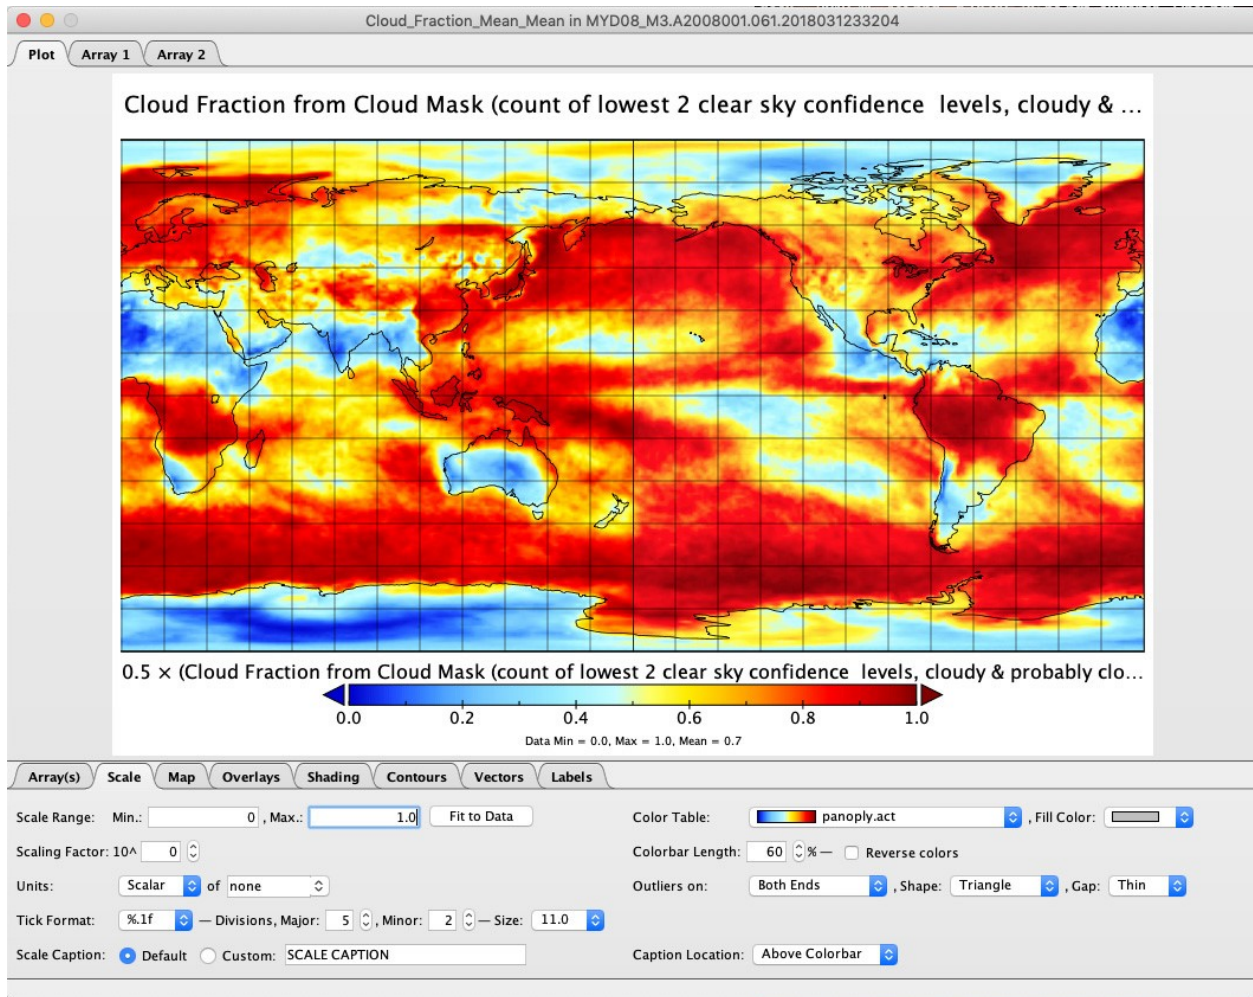 Cloud_Fraction_Mean_Mean in MYD08_M3.A2008001.061.2018031233204
Plot Array 1 Array 2
Cloud Fraction from Cloud Mask (count of lowest 2 clear sky confidence  levels, cloudy & ...
0.5 × (Cloud Fraction from Cloud Mask (count of lowest 2 clear sky confidence  levels, cloudy & probably clo...
0.0 0.2 0.4 0.6 0.8 1.0
Data Min = 0.0, Max = 1.0, Mean = 0.7
Array(s) Scale Map Overlays Shading Contours Vectors Labels
Scale Range: Min.: 0 , Max.: 1.0 Fit to Data Color Table: panoply.act , Fill Color:
Scaling Factor: 10^ 0 Colorbar Length: 60 % — Reverse colors
Units: Scalar of none Outliers on: Both Ends , Shape: Triangle , Gap: Thin
Tick Format: %.1f — Divisions, Major: 5 , Minor: 2 — Size: 11.0
Scale Caption: Default Custom: SCALE CAPTION Caption Location: Above Colorbar